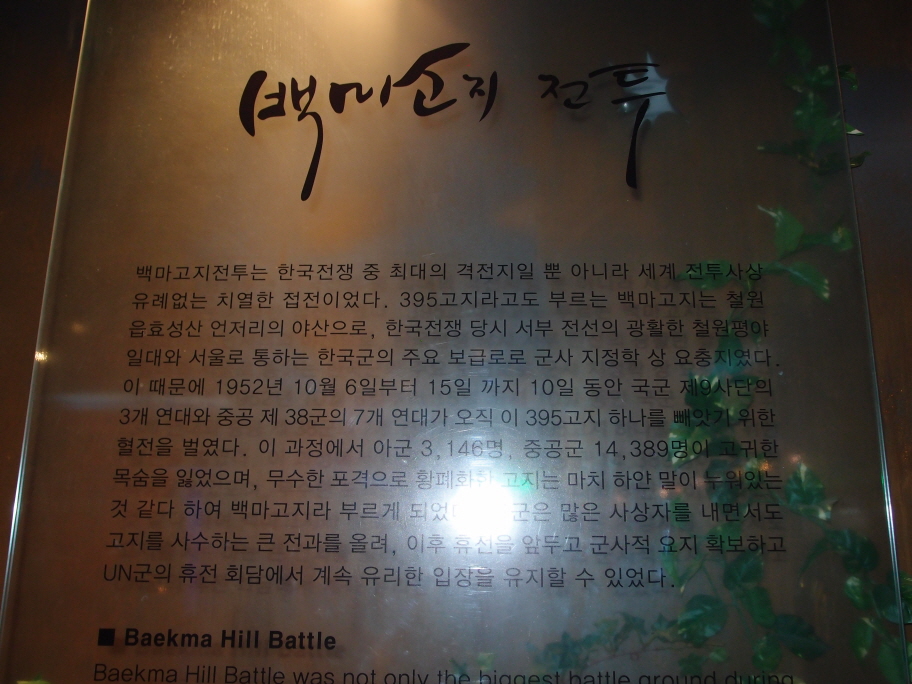 백마고지 전투
백마고지전투는 한국전쟁 중 최대의 격전지일 뿐 아니라 세계 전투사상
유례없는 치열한 접전이었다. 395고지라고도 부르는 백마고지는 철원
읍효성산 언저리의 야산으로, 한국전쟁 당시 서부 전선의 광활한 철원평야
일대와 서울로 통하는 한국군의 주요 보급로로 군사 지정학 상 요충지였다.
이 때문에 1952년 10월 6일부터 15일 까지 10일 동안 국군 제9사단의
3개 연대와 중공 제 38군의 7개 연대가 오직 이 395고지 하나를 빼앗기 위한
혈전을 벌였다. 이 과정에서 아군 3,146명, 중공군 14,389명이 고귀한
목숨을 잃었으며, 무수한 포격으로 황폐화된 고지는 마치 하얀 말이 누워있는
것 같다 하여 백마고지라 부르게 많은 사상자를 내면서도
고지를 사수하는 큰 전과를 올려, 이후 휴전을 앞두고 군사적 요지 확보하고
UN군의 휴전 회담에서 계속 유리한 입장을 유지할 수 있었다.
■ Baekma Hill Battle
Baekma Hill Battle was not only the biggest battle ground during